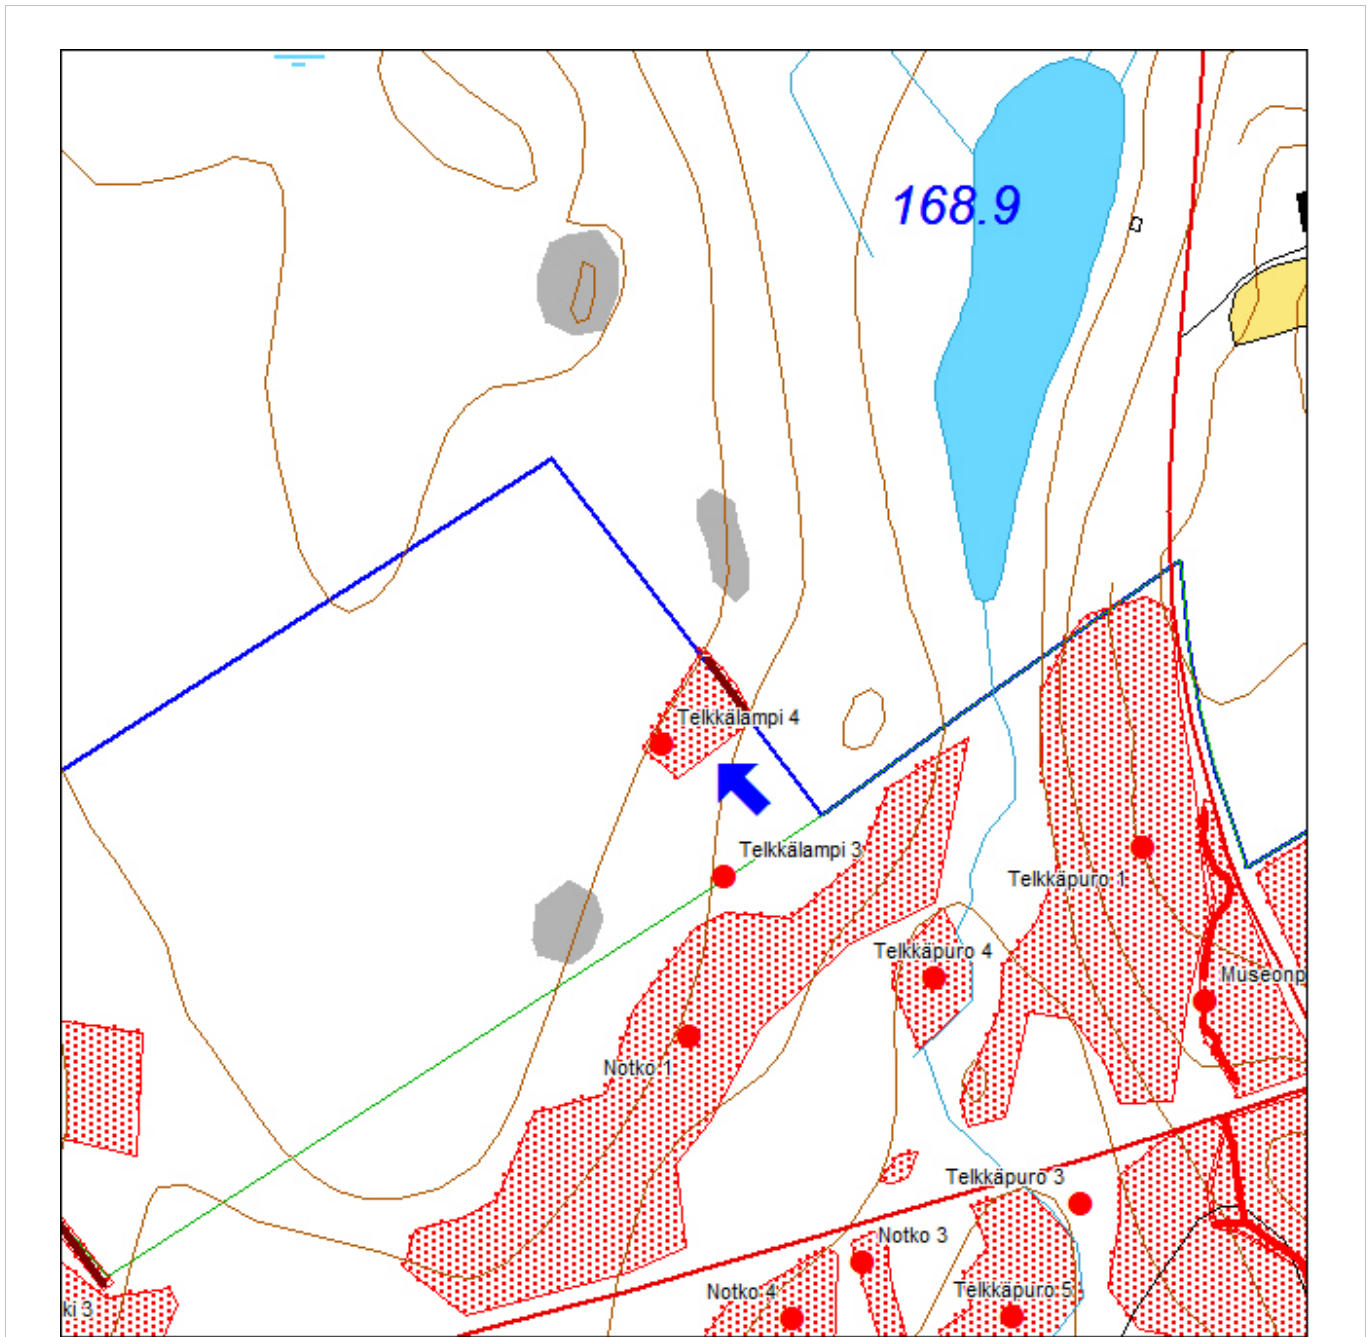 168.9
Telkkälampi 4
Telkkälampi 3
Telkkäpuro 1
Telkkäpuro 4
Museonp
Notko 1
Telkkäpuro 3
Notko 3
Notko 4
Telkkäpuro 5
ki 3